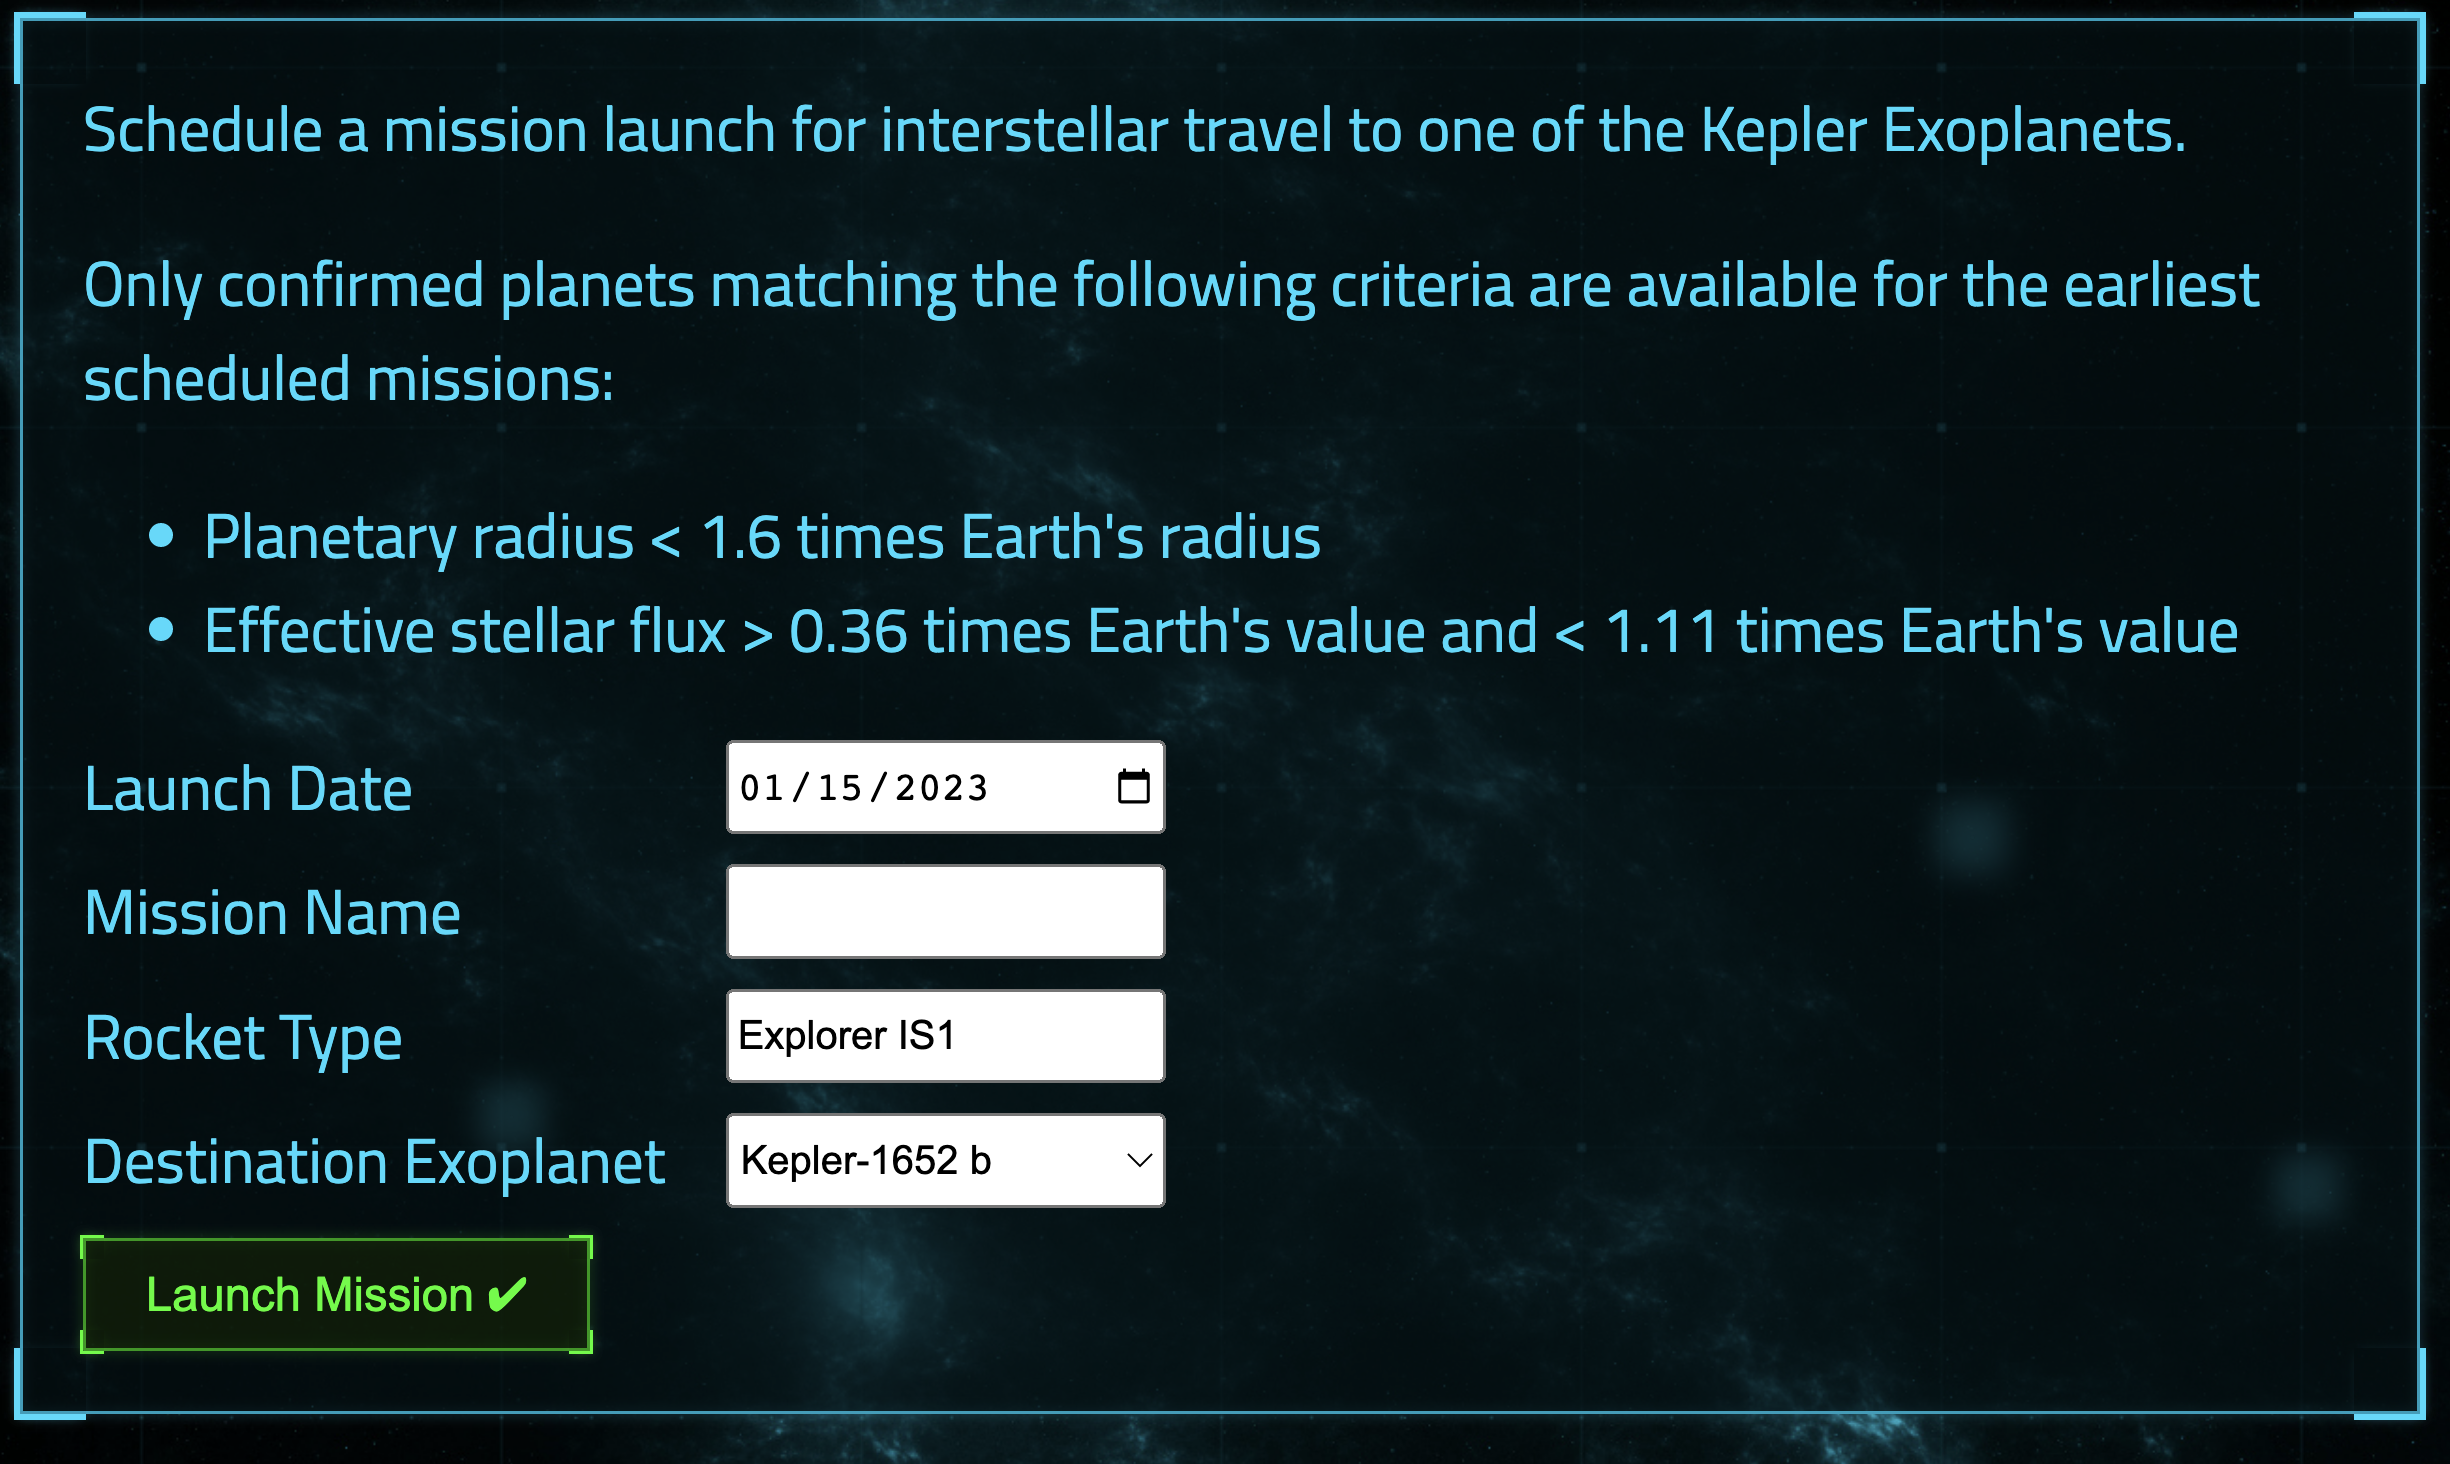 Schedule a mission launch for interstellar travel to one of the Kepler Exoplanets.
Only confirmed planets matching the following criteria are available for the earliest
scheduled missions:
• Planetary radius < 1.6 times Earth's radius
• Effective stellar flux > 0.36 times Earth's value and < 1.11 times Earth's value
Launch Date 01/15/2023
Mission Name
Rocket Type Explorer IS1
Destination Exoplanet Kepler-1652 b
Launch Mission ✔